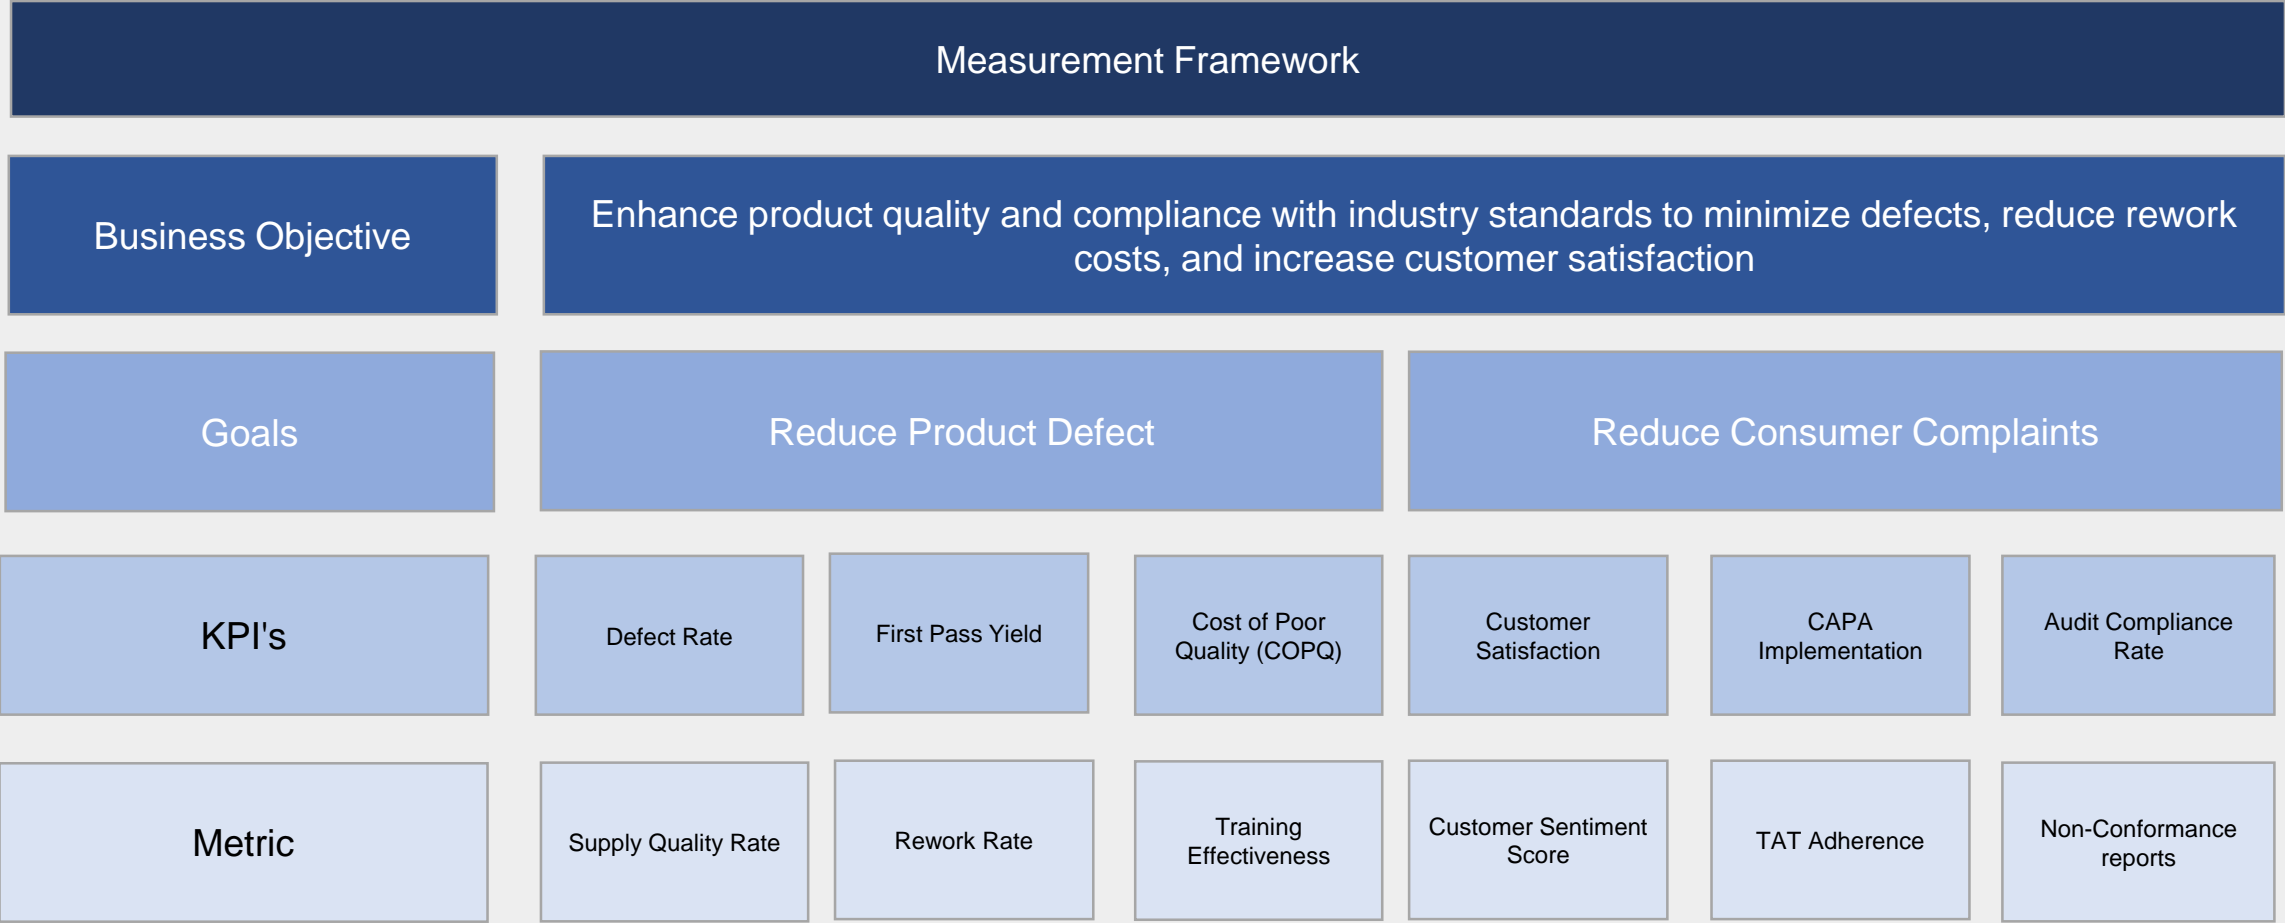 Measurement Framework
Business Objective
Enhance product quality and compliance with industry standards to minimize defects, reduce rework
costs, and increase customer satisfaction
Goals
Reduce Product Defect
Reduce Consumer Complaints
KPI's
Defect Rate
First Pass Yield
Cost of Poor
Quality (COPQ)
Customer
Satisfaction
CAPA
Implementation
Audit Compliance
Rate
Metric
Supply Quality Rate
Rework Rate
Training
Effectiveness
Customer Sentiment
Score
TAT Adherence
Non-Conformance
reports